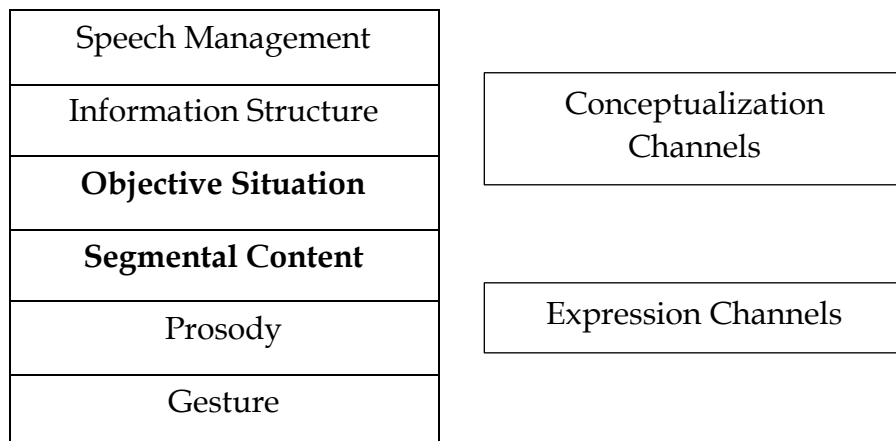 Speech Management
Information Structure
Objective Situation
Segmental Content
Prosody
Gesture
Conceptualization
Channels
Expression Channels